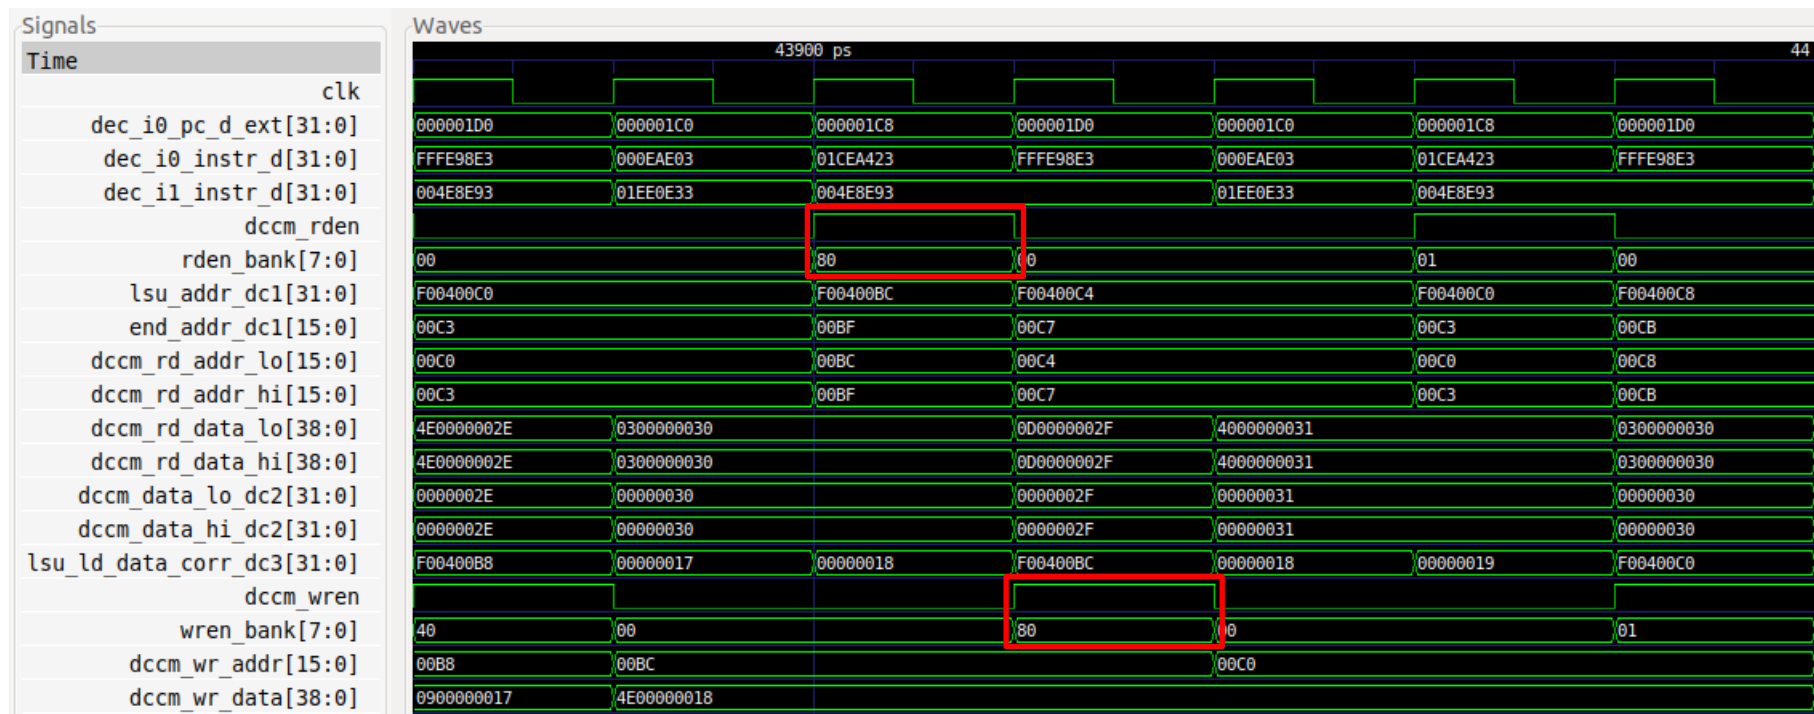 Signals Waves
Time 43900 ps 44
clk
dec_i0_pc_d_ext[31:0] 000001D0 000001C0 000001C8 000001D0 000001C0 000001C8 000001D0
dec_i0_instr_d[31:0] FFFE98E3 000EAE03 01CEA423 FFFE98E3 000EAE03 01CEA423 FFFE98E3
dec_i1_instr_d[31:0] 004E8E93 01EE0E33 004E8E93 01EE0E33 004E8E93
dccm_rden
rden_bank[7:0] 00 80 00 01 00
lsu_addr_dc1[31:0] F00400C0 F00400BC F00400C4 F00400C0 F00400C8
end_addr_dc1[15:0] 00C3 00BF 00C7 00C3 00CB
dccm_rd_addr_lo[15:0] 00C0 00BC 00C4 00C0 00C8
dccm_rd_addr_hi[15:0] 00C3 00BF 00C7 00C3 00CB
dccm_rd_data_lo[38:0] 4E0000002E 0300000030 0D0000002F 4000000031 0300000030
dccm_rd_data_hi[38:0] 4E0000002E 0300000030 0D0000002F 4000000031 0300000030
dccm_data_lo_dc2[31:0] 0000002E 00000030 0000002F 00000031 00000030
dccm_data_hi_dc2[31:0] 0000002E 00000030 0000002F 00000031 00000030
lsu_ld_data_corr_dc3[31:0] F00400B8 00000017 00000018 F00400BC 00000018 00000019 F00400C0
dccm_wren
wren_bank[7:0] 40 00 80 00 01
dccm_wr_addr[15:0] 00B8 00BC 00C0
dccm_wr_data[38:0] 0900000017 4E00000018